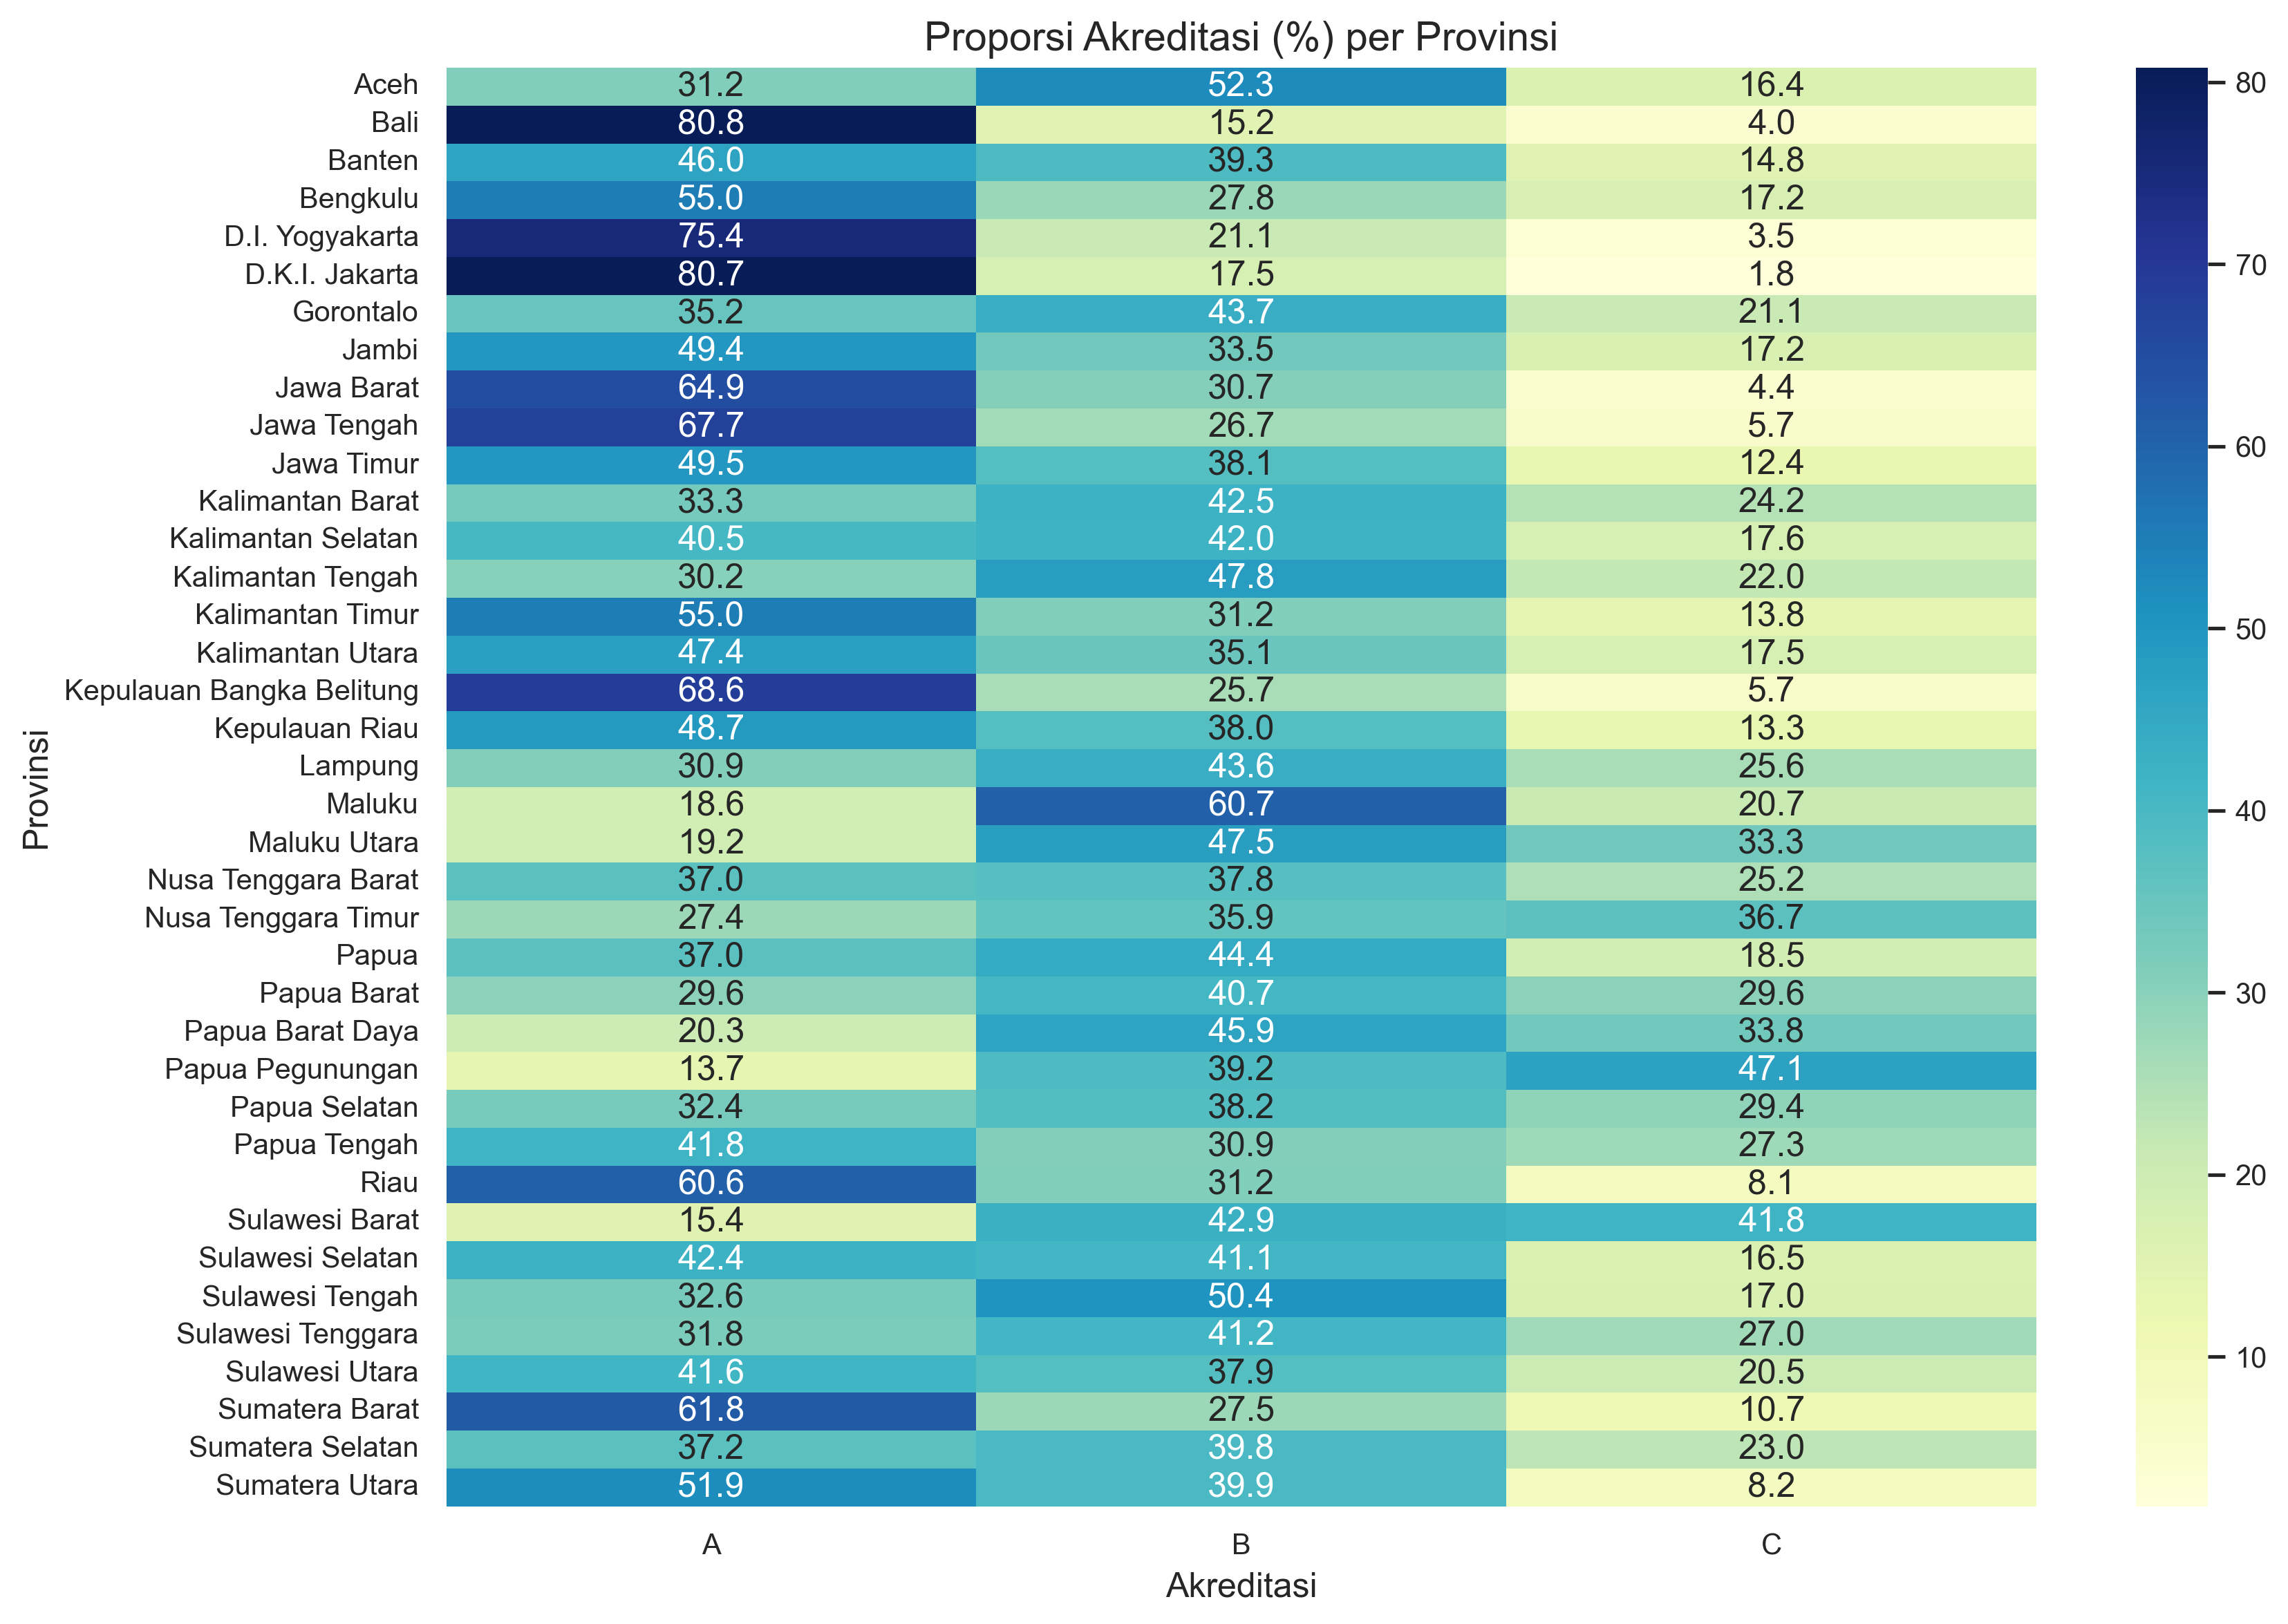 Proporsi Akreditasi (%) per Provinsi
Aceh 31.2 52.3 16.4
Bali 80.8 15.2 4.0
Banten 46.0 39.3 14.8
Bengkulu 55.0 27.8 17.2
D.I. Yogyakarta 75.4 21.1 3.5
D.K.I. Jakarta 80.7 17.5 1.8
Gorontalo 35.2 43.7 21.1
Jambi 49.4 33.5 17.2
Jawa Barat 64.9 30.7 4.4
Jawa Tengah 67.7 26.7 5.7
Jawa Timur 49.5 38.1 12.4
Kalimantan Barat 33.3 42.5 24.2
Kalimantan Selatan 40.5 42.0 17.6
Kalimantan Tengah 30.2 47.8 22.0
Kalimantan Timur 55.0 31.2 13.8
Kalimantan Utara 47.4 35.1 17.5
Kepulauan Bangka Belitung 68.6 25.7 5.7
Kepulauan Riau 48.7 38.0 13.3
Lampung 30.9 43.6 25.6
Maluku 18.6 60.7 20.7
Maluku Utara 19.2 47.5 33.3
Nusa Tenggara Barat 37.0 37.8 25.2
Nusa Tenggara Timur 27.4 35.9 36.7
Papua 37.0 44.4 18.5
Papua Barat 29.6 40.7 29.6
Papua Barat Daya 20.3 45.9 33.8
Papua Pegunungan 13.7 39.2 47.1
Papua Selatan 32.4 38.2 29.4
Papua Tengah 41.8 30.9 27.3
Riau 60.6 31.2 8.1
Sulawesi Barat 15.4 42.9 41.8
Sulawesi Selatan 42.4 41.1 16.5
Sulawesi Tengah 32.6 50.4 17.0
Sulawesi Tenggara 31.8 41.2 27.0
Sulawesi Utara 41.6 37.9 20.5
Sumatera Barat 61.8 27.5 10.7
Sumatera Selatan 37.2 39.8 23.0
Sumatera Utara 51.9 39.9 8.2
A B C
Akreditasi
Provinsi
80
70
60
50
40
30
20
10